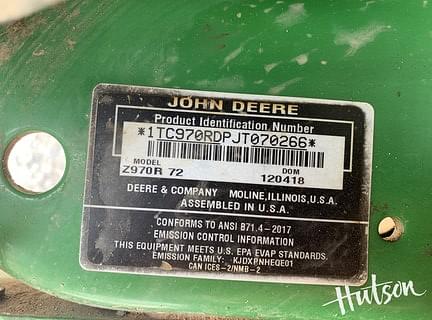 JOHN DEERE
Product Identification Number
*1TC970RDPJT070266*
MODEL DOM
Z970R 72 120418
DEERE & COMPANY MOLINE, ILLINOIS, U.S.A.
ASSEMBLED IN U.S.A.
CONFORMS TO ANSI B71.4-2017
EMISSION CONTROL INFORMATION
THIS EQUIPMENT MEETS U.S. EPA EVAP STANDARDS.
EMISSION FAMILY: KJDXPNHEQE01
CAN ICES-2/NMB-2
Hutson